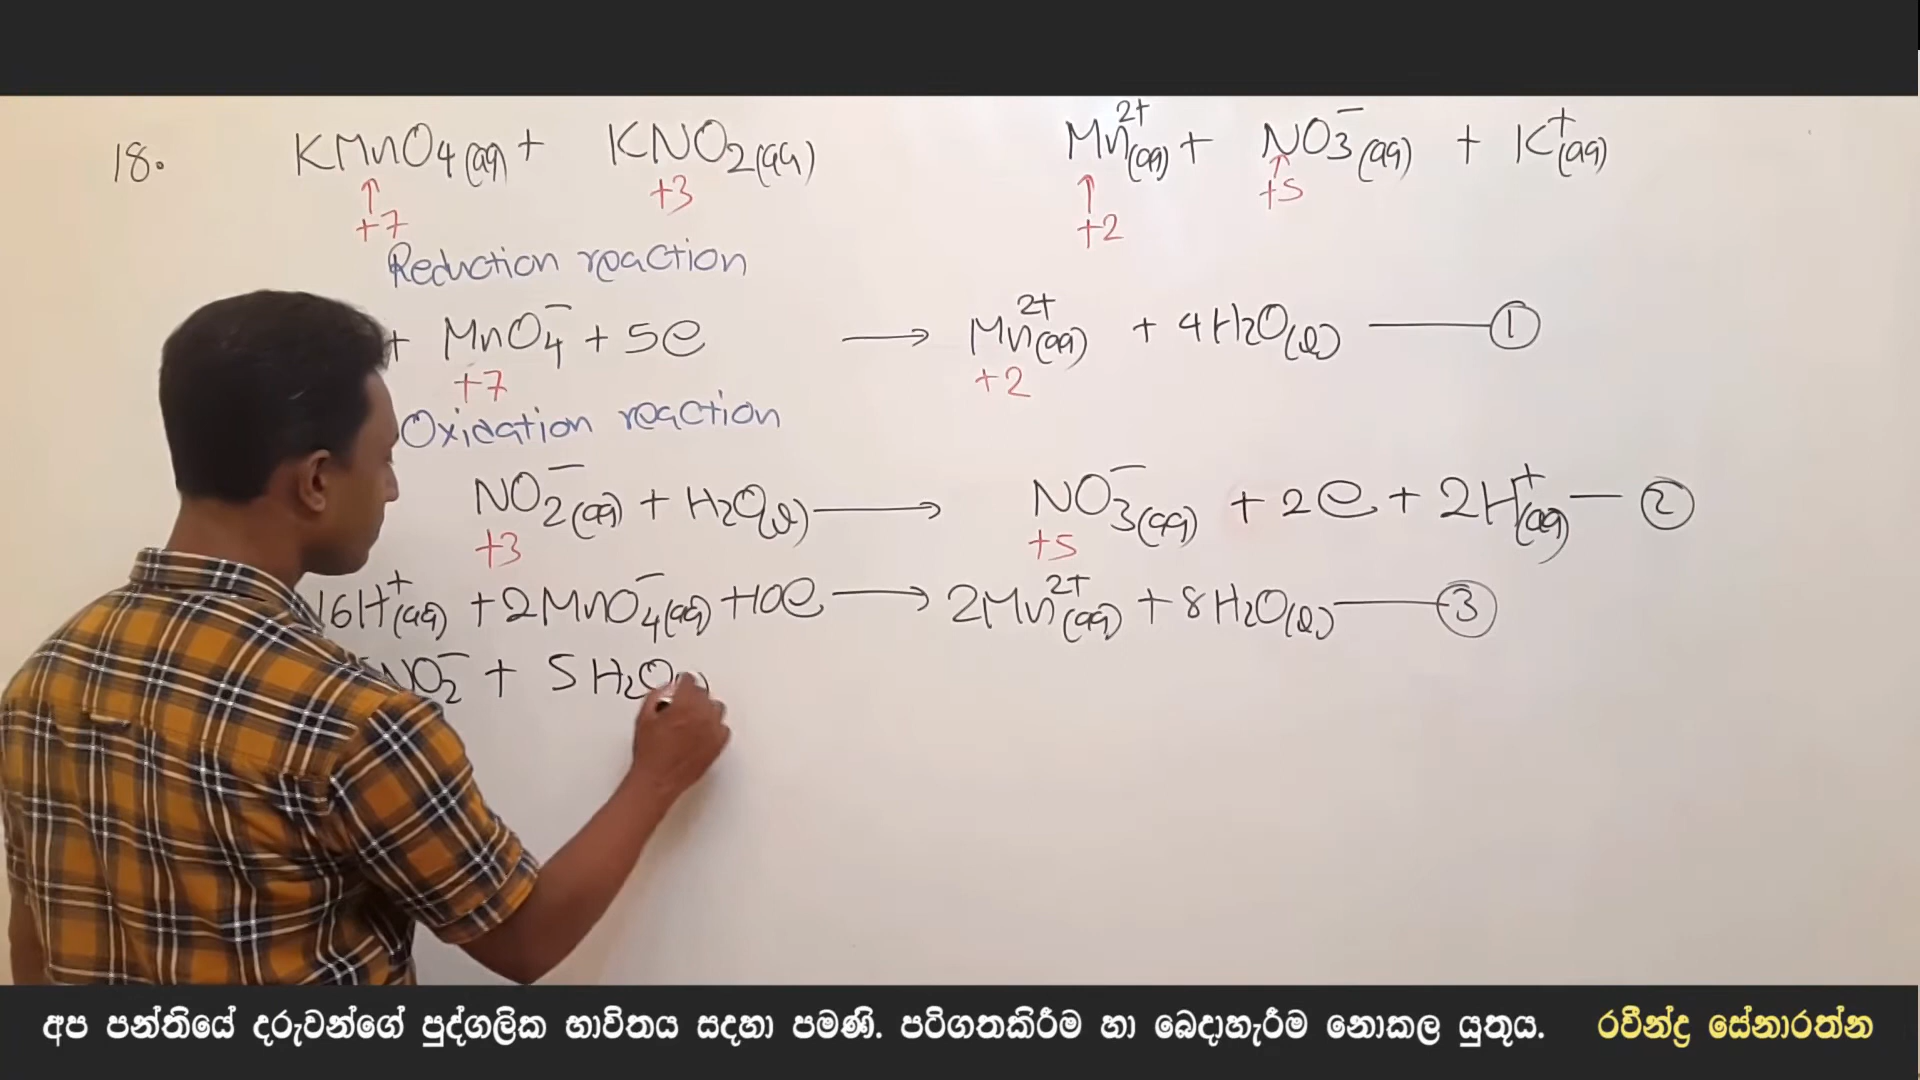 18. KMnO4(aq) + KNO2(aq) Mn2+(aq) + NO3−(aq) + K+(aq)
+7 +3 +2 +5
Reduction reaction
+ MnO4− + 5e → Mn2+(aq) + 4H2O(l) — 1
+7 +2
Oxidation reaction
NO2−(aq) + H2O(l) → NO3−(aq) + 2e + 2H+(aq) — 2
+3 +5
16H+(aq) + 2MnO4−(aq) + 10e → 2Mn2+(aq) + 8H2O(l) — 3
NO2− + 5H2O
අප පන්තියේ දරුවන්ගේ පුද්ගලික භාවිතය සදහා පමණි. පටිගතකිරීම හා බෙදාහැරීම නොකල යුතුය. රවීන්ද්‍ර සේනාරත්න